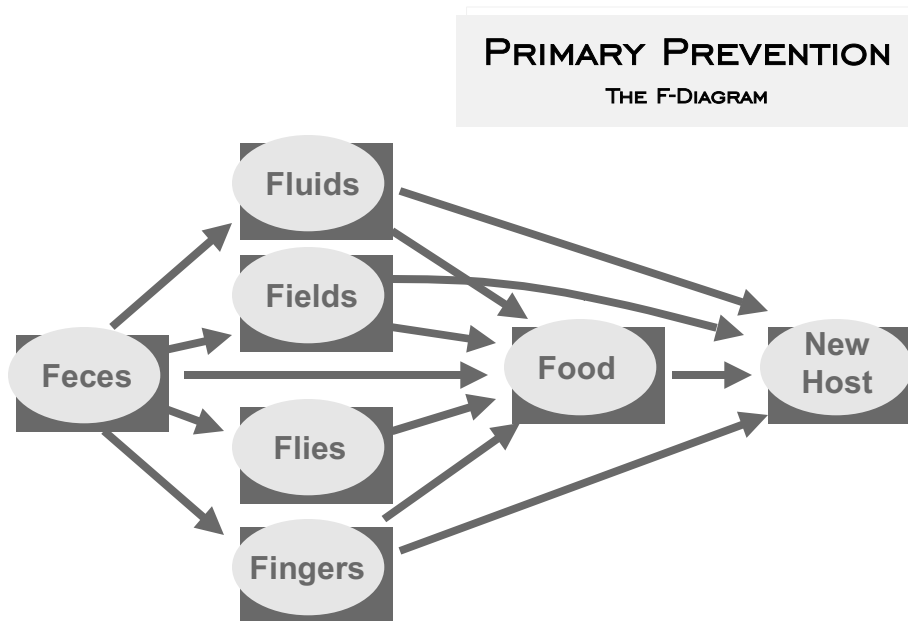 PRIMARY PREVENTION
THE F-DIAGRAM
Fluids
Fields
Feces
Food
New
Host
Flies
Fingers